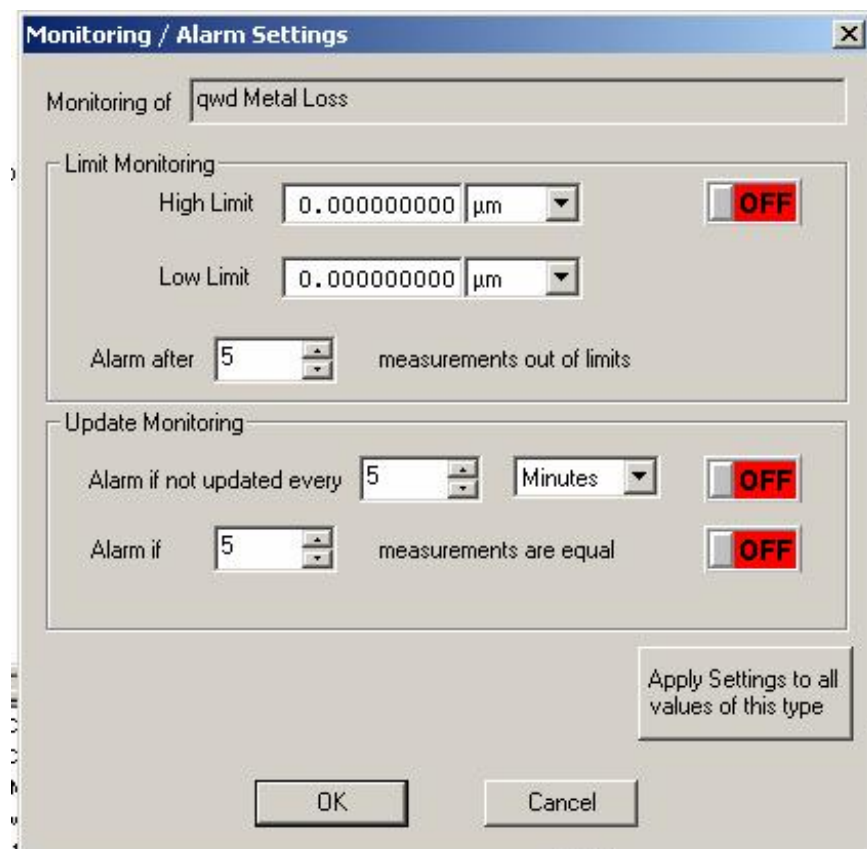 Monitoring / Alarm Settings
Monitoring of qwd Metal Loss
Limit Monitoring
High Limit 0.000000000 µm OFF
Low Limit 0.000000000 µm
Alarm after 5 measurements out of limits
Update Monitoring
Alarm if not updated every 5 Minutes OFF
Alarm if 5 measurements are equal OFF
Apply Settings to all
values of this type
OK Cancel